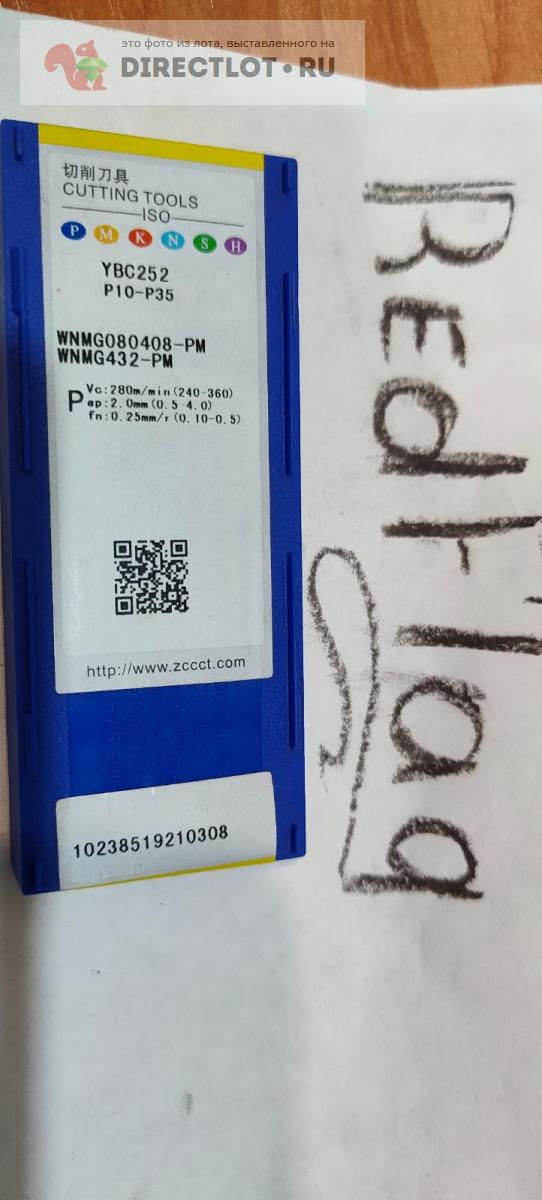 это фото из лота, выставленного на
DIRECTLOT•RU
切削刀具
CUTTING TOOLS
ISO
P M K N S H
YBC252
P10-P35
WNMG080408-PM
WNMG432-PM
P
Vc:280m/min(240-360)
ap:2.0mm(0.5-4.0)
fn:0.25mm/r(0.10-0.5)
http://www.zccct.com
10238519210308
RedFlag